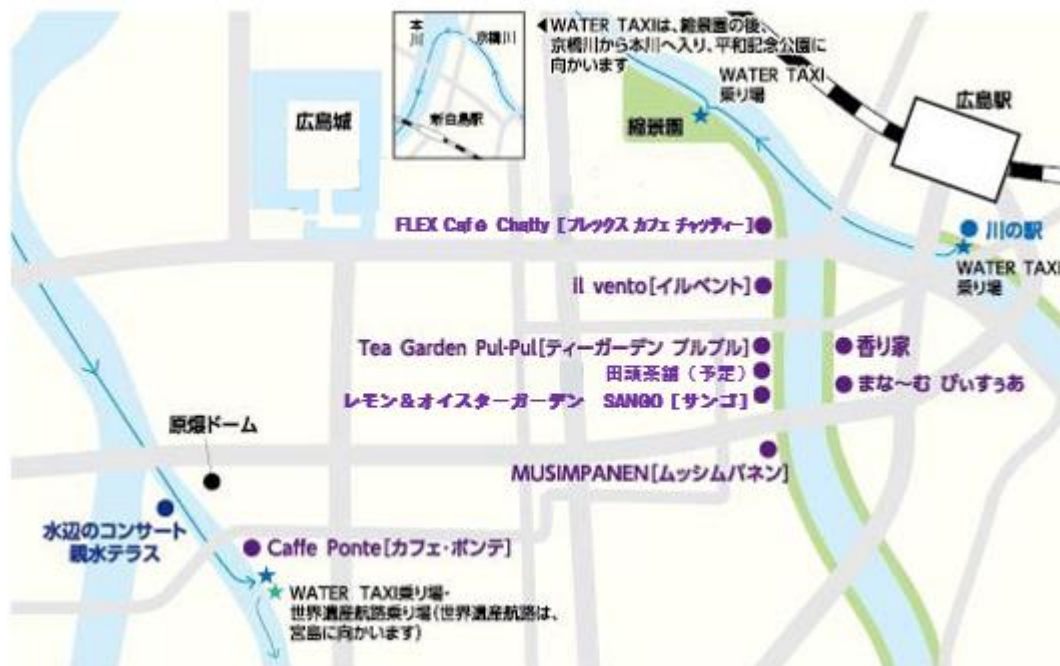 ◀WATER TAXIは、縮景園の後、
京橋川から本川へ入り、平和記念公園に
向かいます
本川
京橋川
新白島駅
WATER TAXI
乗り場
広島駅
広島城
縮景園
FLEX Cafe Chatty [フレックス カフェ チャッティー]
川の駅
WATER TAXI
乗り場
il vento[イルベント]
Tea Garden Pul-Pul[ティーガーデン プルプル]
香り家
田頭茶舗（予定）
まな～む びぃすぅあ
レモン＆オイスターガーデン SANGO [サンゴ]
原爆ドーム
MUSIMPANEN[ムッシムパネン]
水辺のコンサート
親水テラス
Caffe Ponte[カフェ・ポンテ]
WATER TAXI乗り場・
世界遺産航路乗り場(世界遺産航路は、
宮島に向かいます)